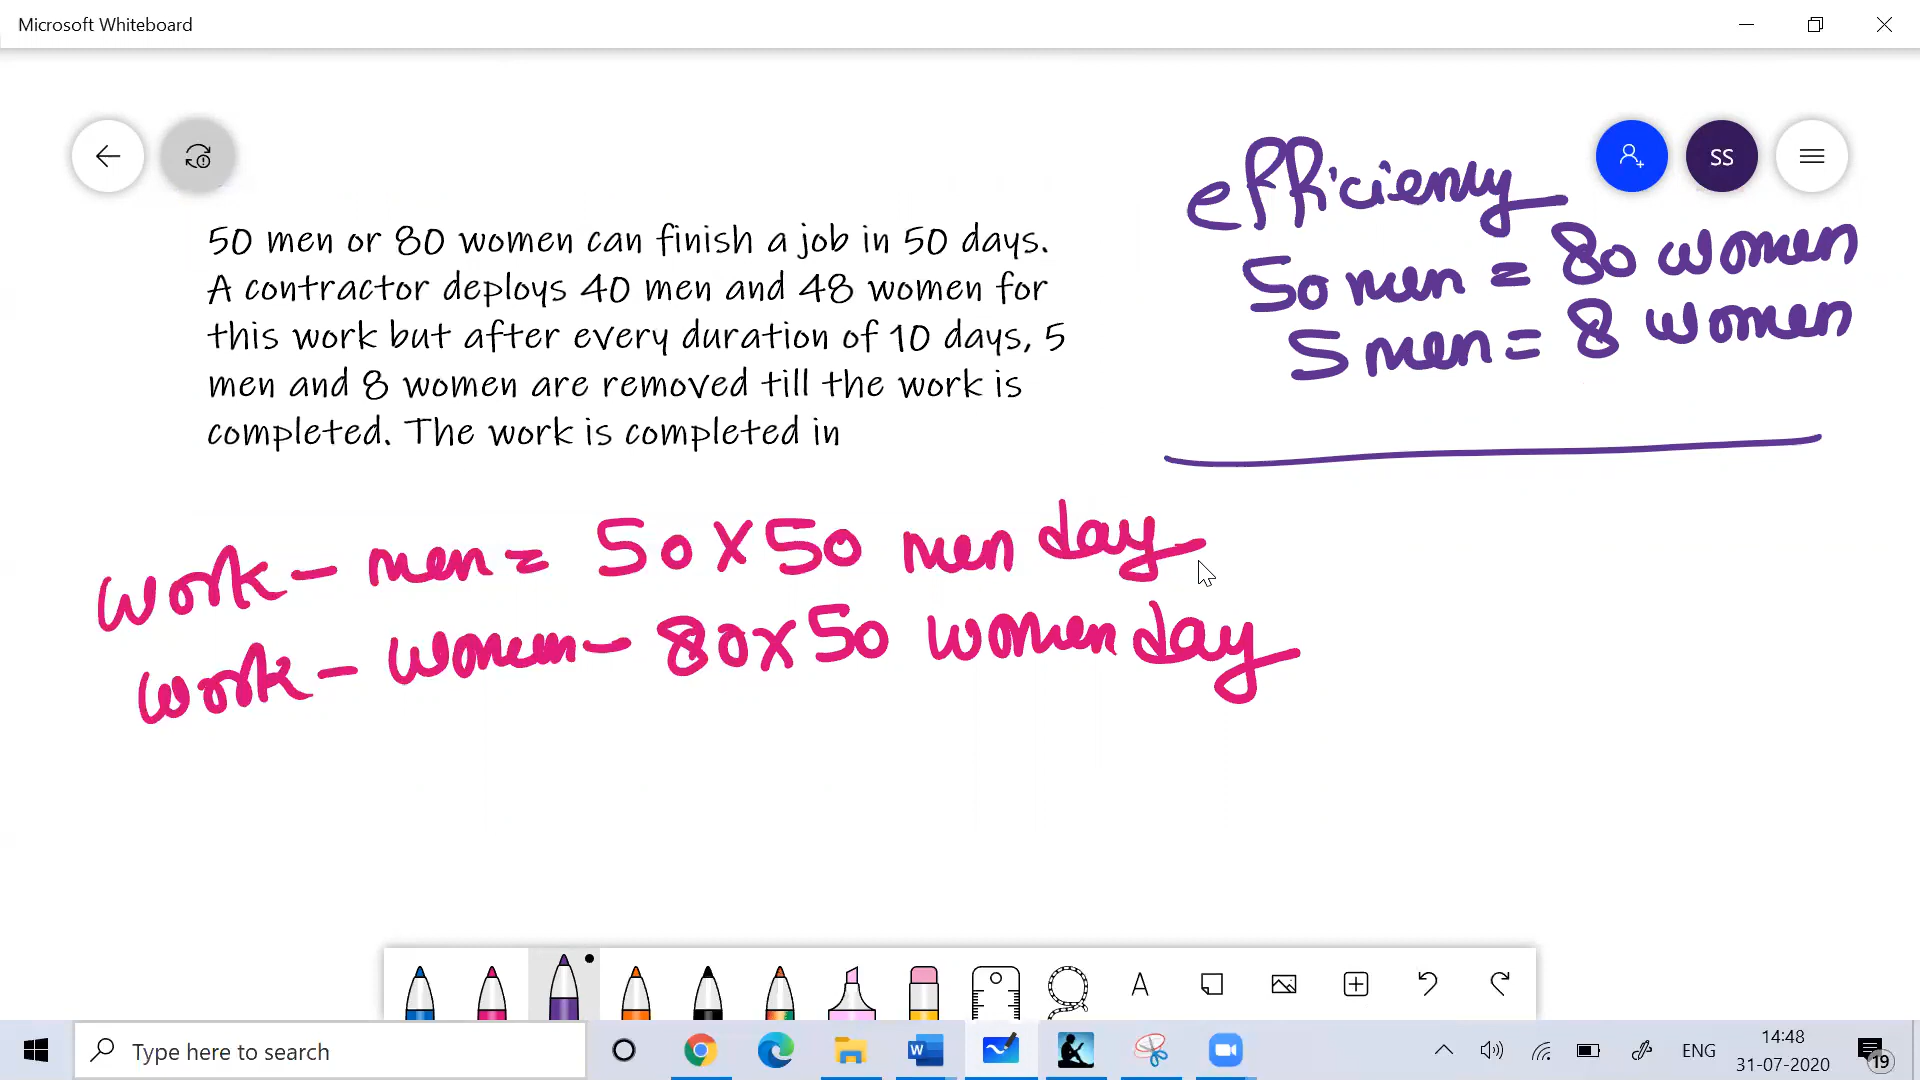 Microsoft Whiteboard
efficiency
SS
50 men = 80 women
5 men = 8 women
50 men or 80 women can finish a job in 50 days.
A contractor deploys 40 men and 48 women for
this work but after every duration of 10 days, 5
men and 8 women are removed till the work is
completed. The work is completed in
work - men = 50 x 50 men day
work - women - 80 x 50 women day
A
Type here to search
ENG
14:48
31-07-2020
19